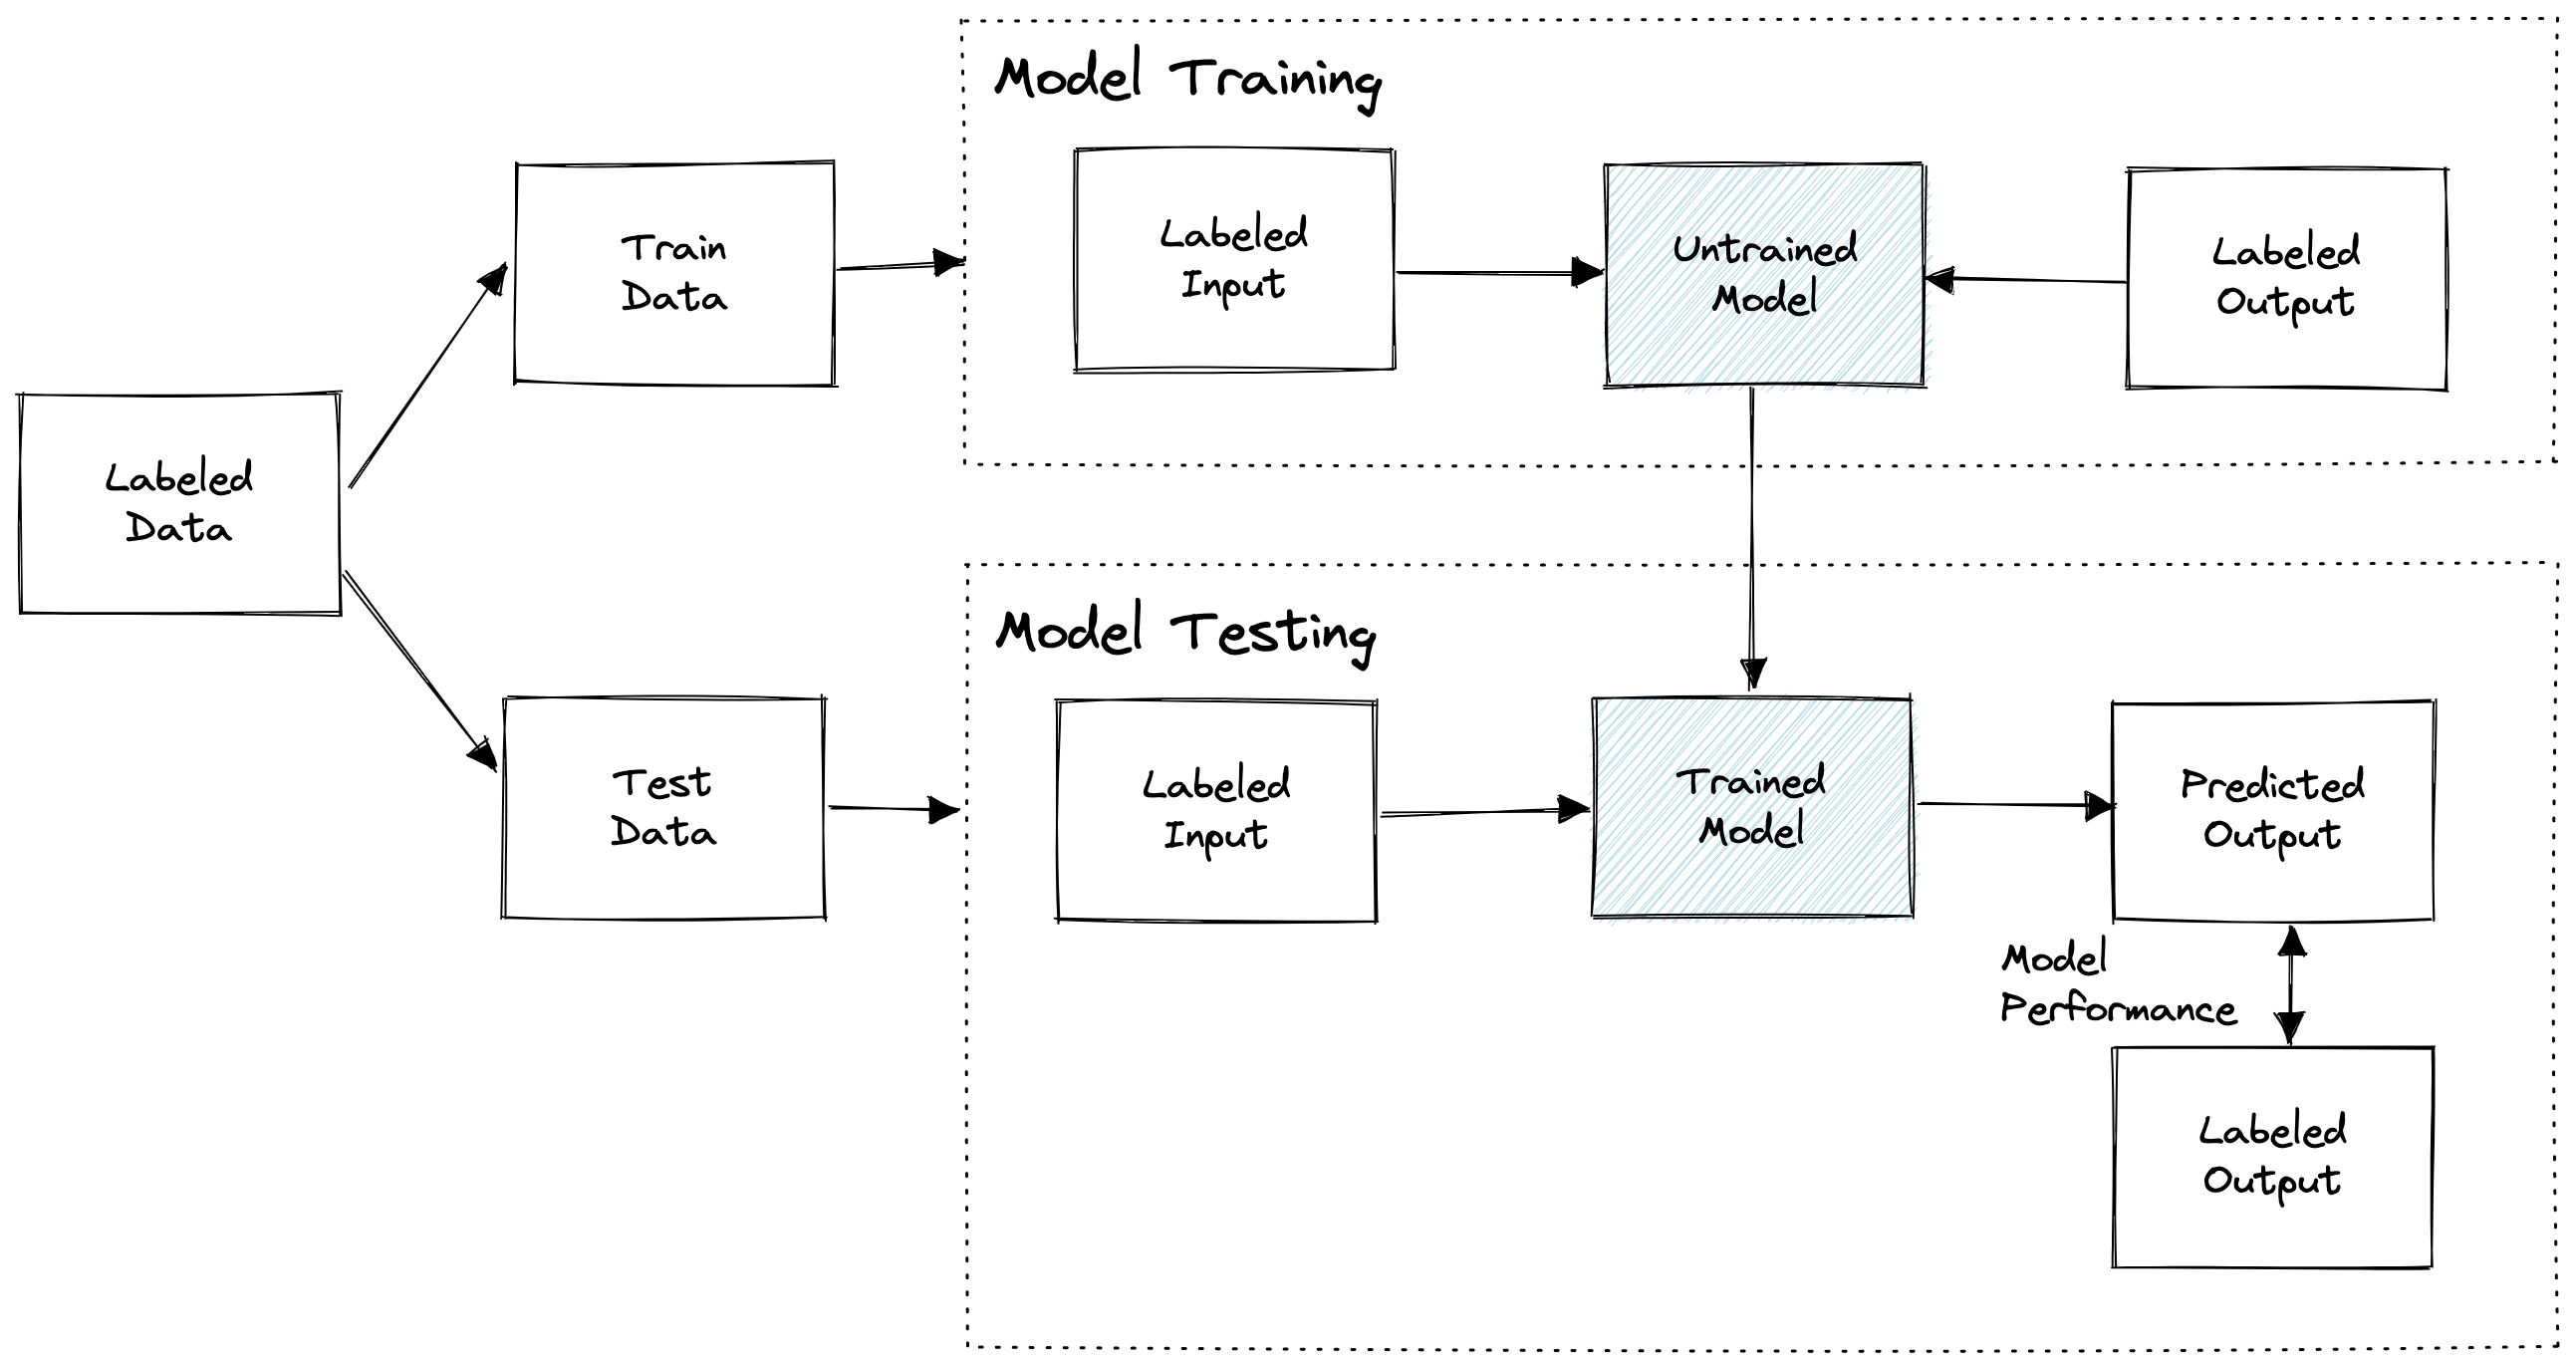 Model Training
Labeled
Input
Untrained
Model
Labeled
Output
Train
Data
Labeled
Data
Test
Data
Model Testing
Labeled
Input
Trained
Model
Predicted
Output
Model
Performance
Labeled
Output